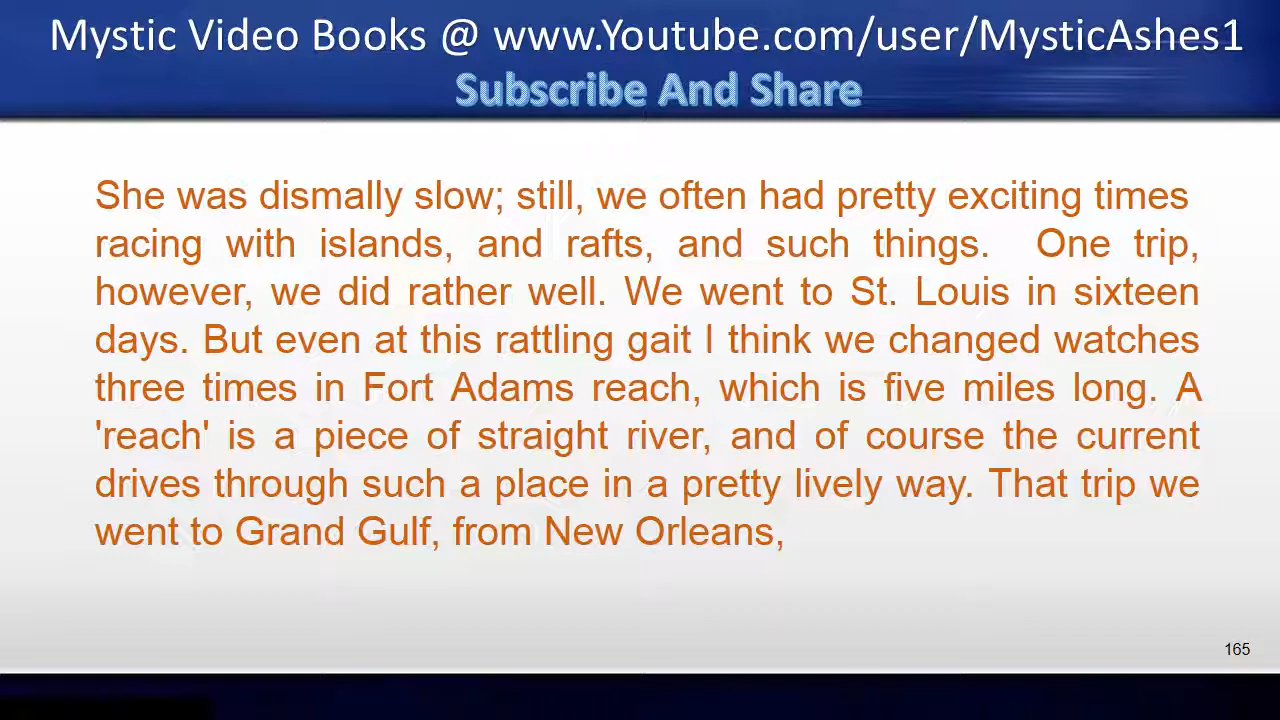 Mystic Video Books @ www.Youtube.com/user/MysticAshes1
Subscribe And Share
She was dismally slow; still, we often had pretty exciting times
racing with islands, and rafts, and such things. One trip,
however, we did rather well. We went to St. Louis in sixteen
days. But even at this rattling gait I think we changed watches
three times in Fort Adams reach, which is five miles long. A
'reach' is a piece of straight river, and of course the current
drives through such a place in a pretty lively way. That trip we
went to Grand Gulf, from New Orleans,
165